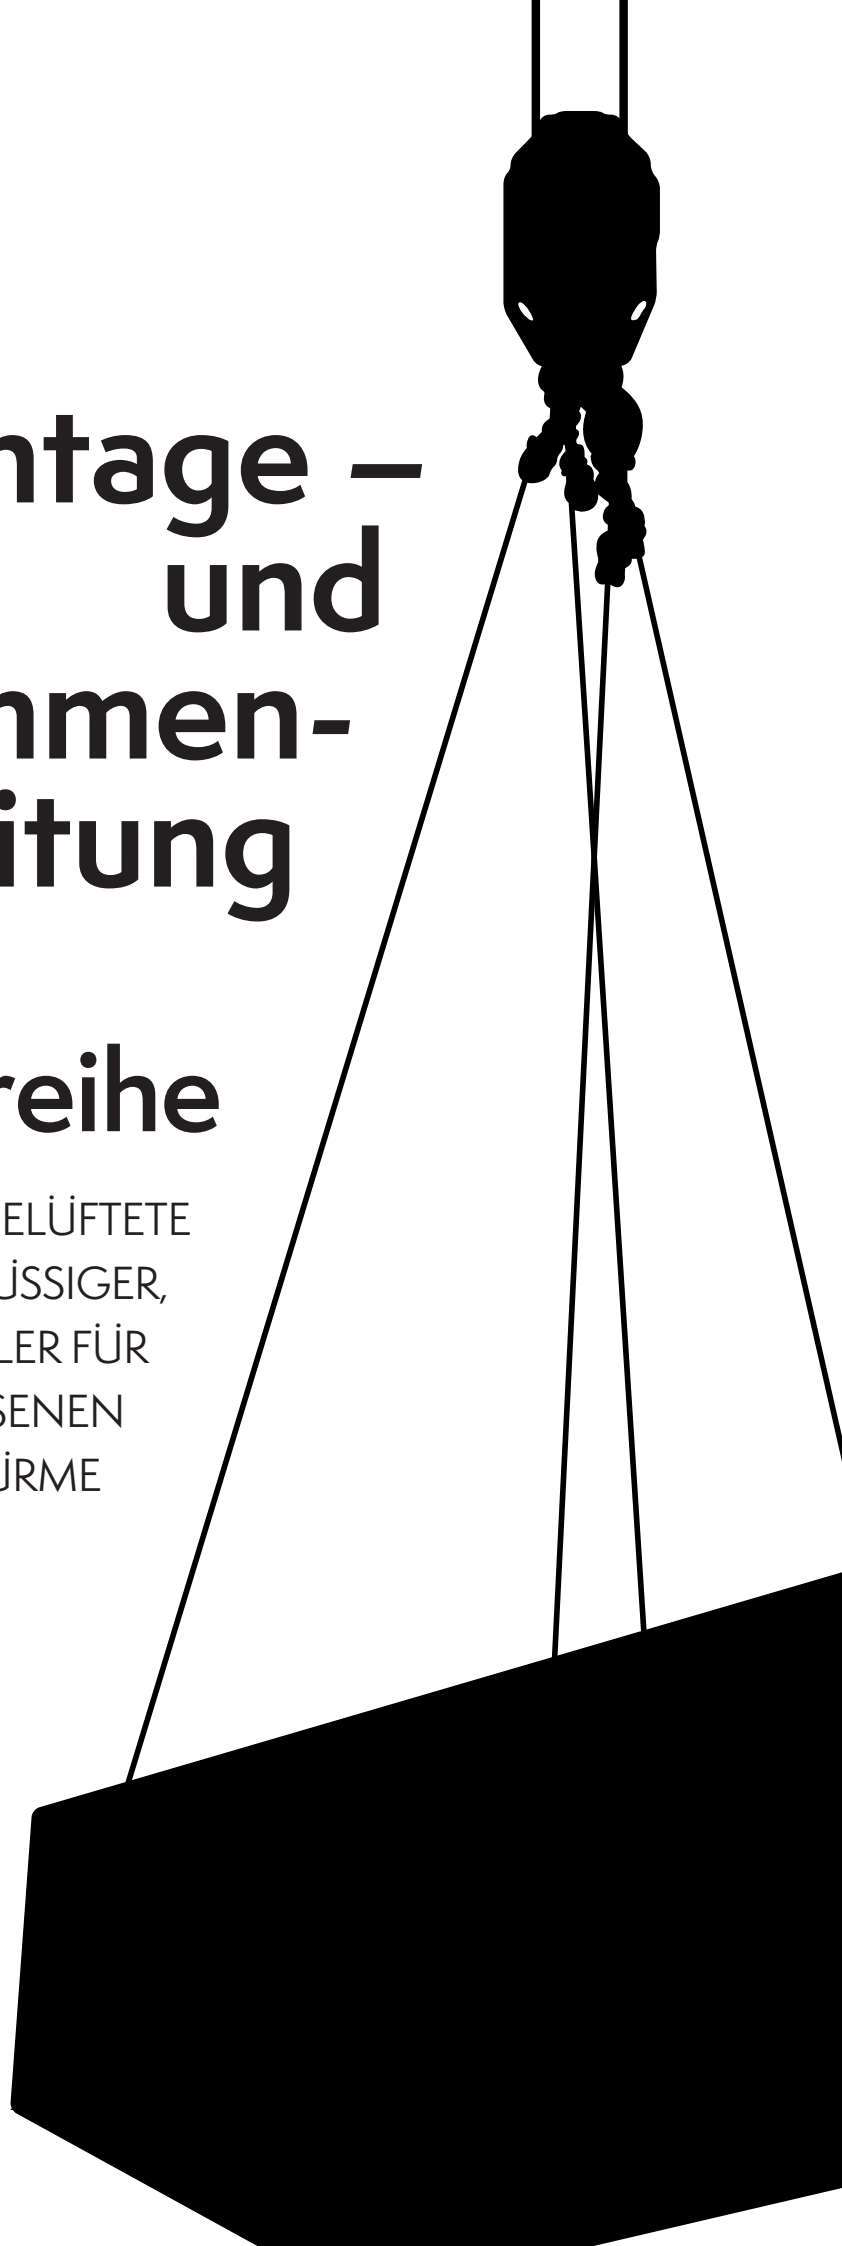 ntage –
und
nmen-
itung
reihe
ELÜFTETE
ÜSSIGER,
LER FÜR
SENEN
ÜRME